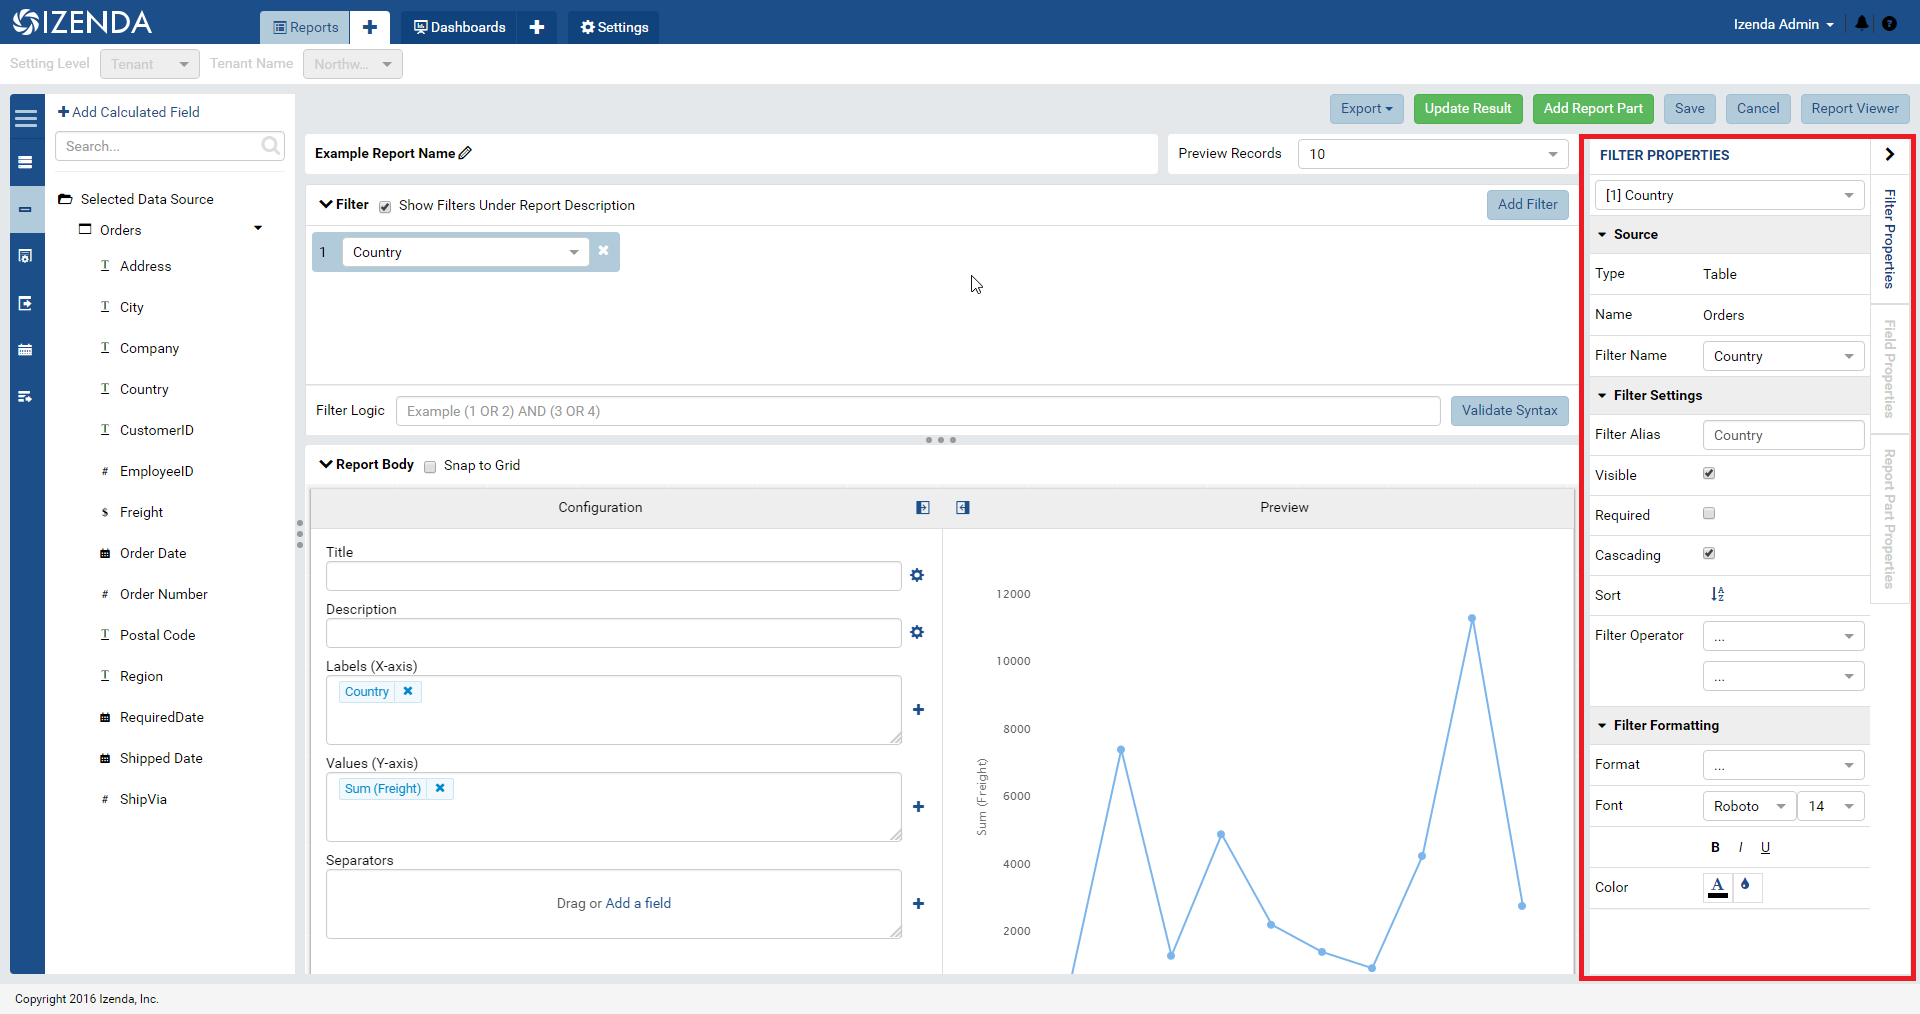 IZENDA
Reports
Dashboards
Settings
Izenda Admin
Setting Level
Tenant
Tenant Name
Northw...
Add Calculated Field
Search...
Selected Data Source
Orders
Address
City
Company
Country
CustomerID
EmployeeID
Freight
Order Date
Order Number
Postal Code
Region
RequiredDate
Shipped Date
ShipVia
Export
Update Result
Add Report Part
Save
Cancel
Report Viewer
Example Report Name
Preview Records
10
Filter
Show Filters Under Report Description
Add Filter
1
Country
Filter Logic
Example (1 OR 2) AND (3 OR 4)
Validate Syntax
Report Body
Snap to Grid
Configuration
Preview
Title
Description
Labels (X-axis)
Country
Values (Y-axis)
Sum (Freight)
Separators
Drag or Add a field
Sum (Freight)
12000
10000
8000
6000
4000
2000
FILTER PROPERTIES
[1] Country
Source
Type
Table
Name
Orders
Filter Name
Country
Filter Settings
Filter Alias
Country
Visible
Required
Cascading
Sort
Filter Operator
...
...
Filter Formatting
Format
...
Font
Roboto
14
B I U
Color
A
Filter Properties
Field Properties
Report Part Properties
Copyright 2016 Izenda, Inc.